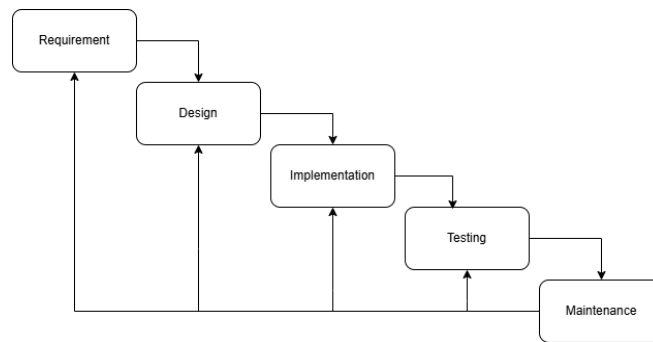 Requirement
Design
Implementation
Testing
Maintenance